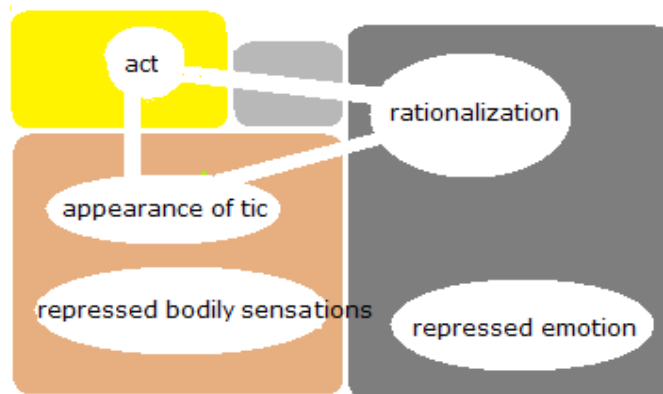 act
rationalization
appearance of tic
repressed bodily sensations
repressed emotion